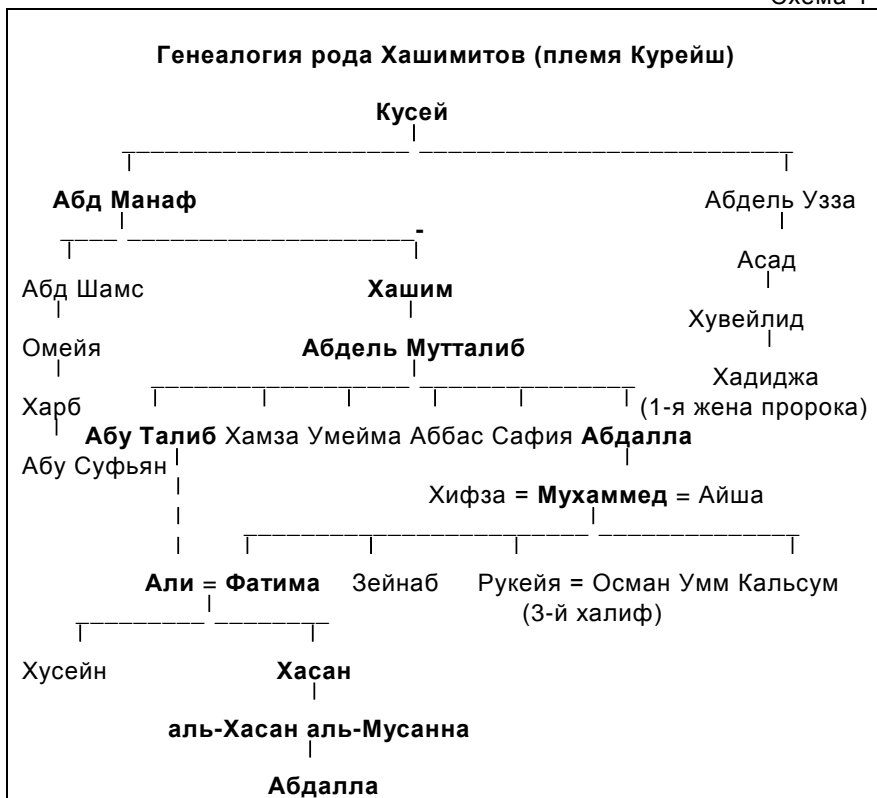 Генеалогия рода Хашимитов (племя Курейш)
Кусей
Абд Манаф Абдель Узза
Асад
Абд Шамс Хашим
Хувейлид
Омейя Абдель Мутталиб
Хадиджа
Харб (1-я жена пророка)
Абу Талиб Хамза Умейма Аббас Сафия Абдалла
Абу Суфьян
Хифза = Мухаммед = Айша
Али = Фатима Зейнаб Рукейя = Осман Умм Кальсум
(3-й халиф)
Хусейн Хасан
аль-Хасан аль-Мусанна
Абдалла